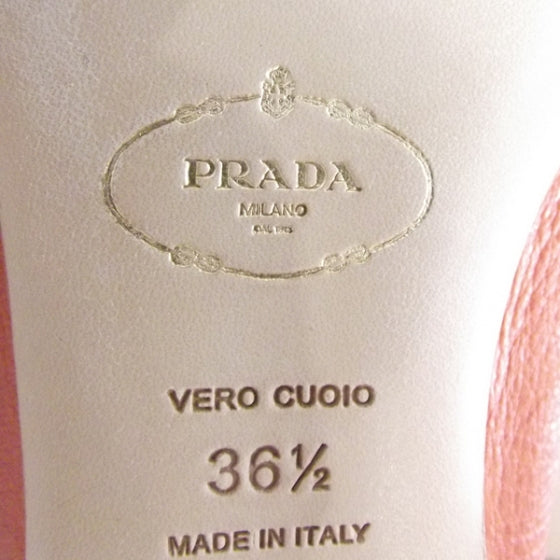 PRADA
MILANO
VERO CUOIO
36½
MADE IN ITALY